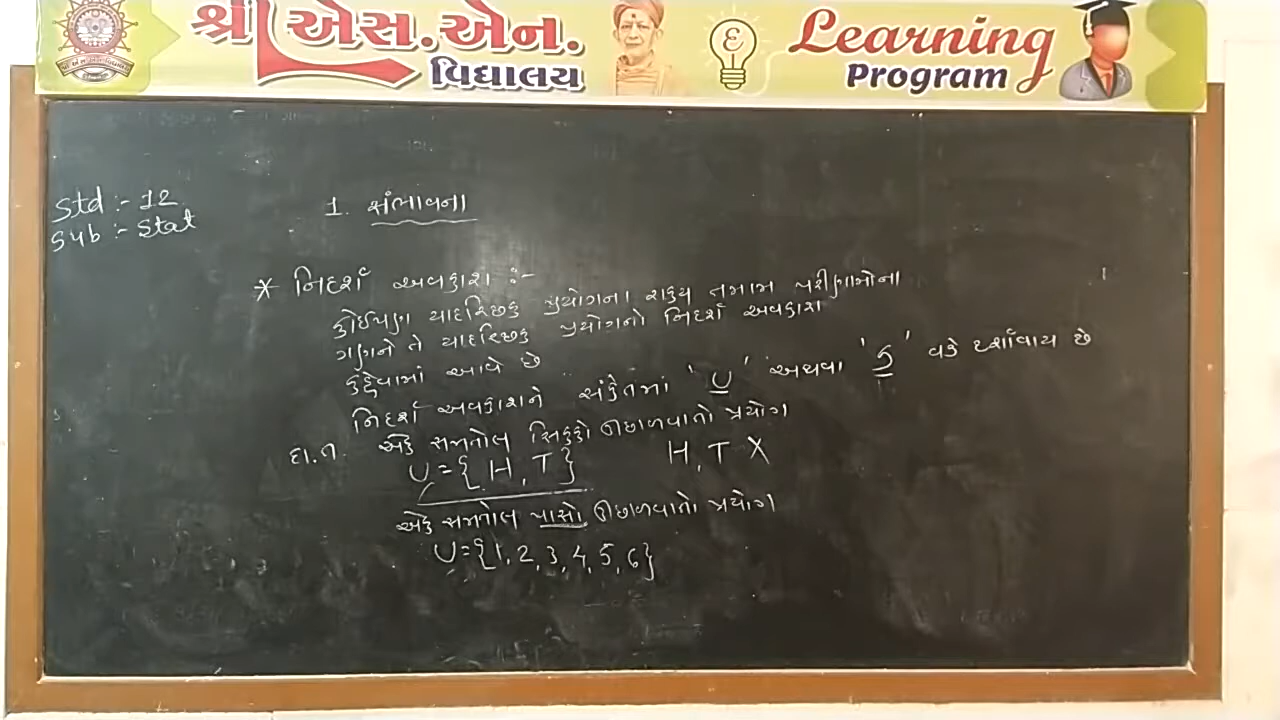 શ્રી એસ.એન.
વિદ્યાલય
Learning
Program
Std :- 12
Sub :- Stat
1. સંભાવના
* નિદર્શ અવકાશ :-
કોઈપણ યાદચ્છિક પ્રયોગના શક્ય તમામ પરીણામોના
ગણને તે યાદચ્છિક પ્રયોગનો નિદર્શ અવકાશ
કહેવામાં આવે છે
નિદર્શ અવકાશને સંકેતમાં 'U' અથવા 'S' વડે દર્શાવાય છે
દા.ત. એક સમતોલ સિક્કો ઊછાળવાનો પ્રયોગ
U={H, T} H, T X
એક સમતોલ પાસો ઊછાળવાનો પ્રયોગ
U={1, 2, 3, 4, 5, 6}